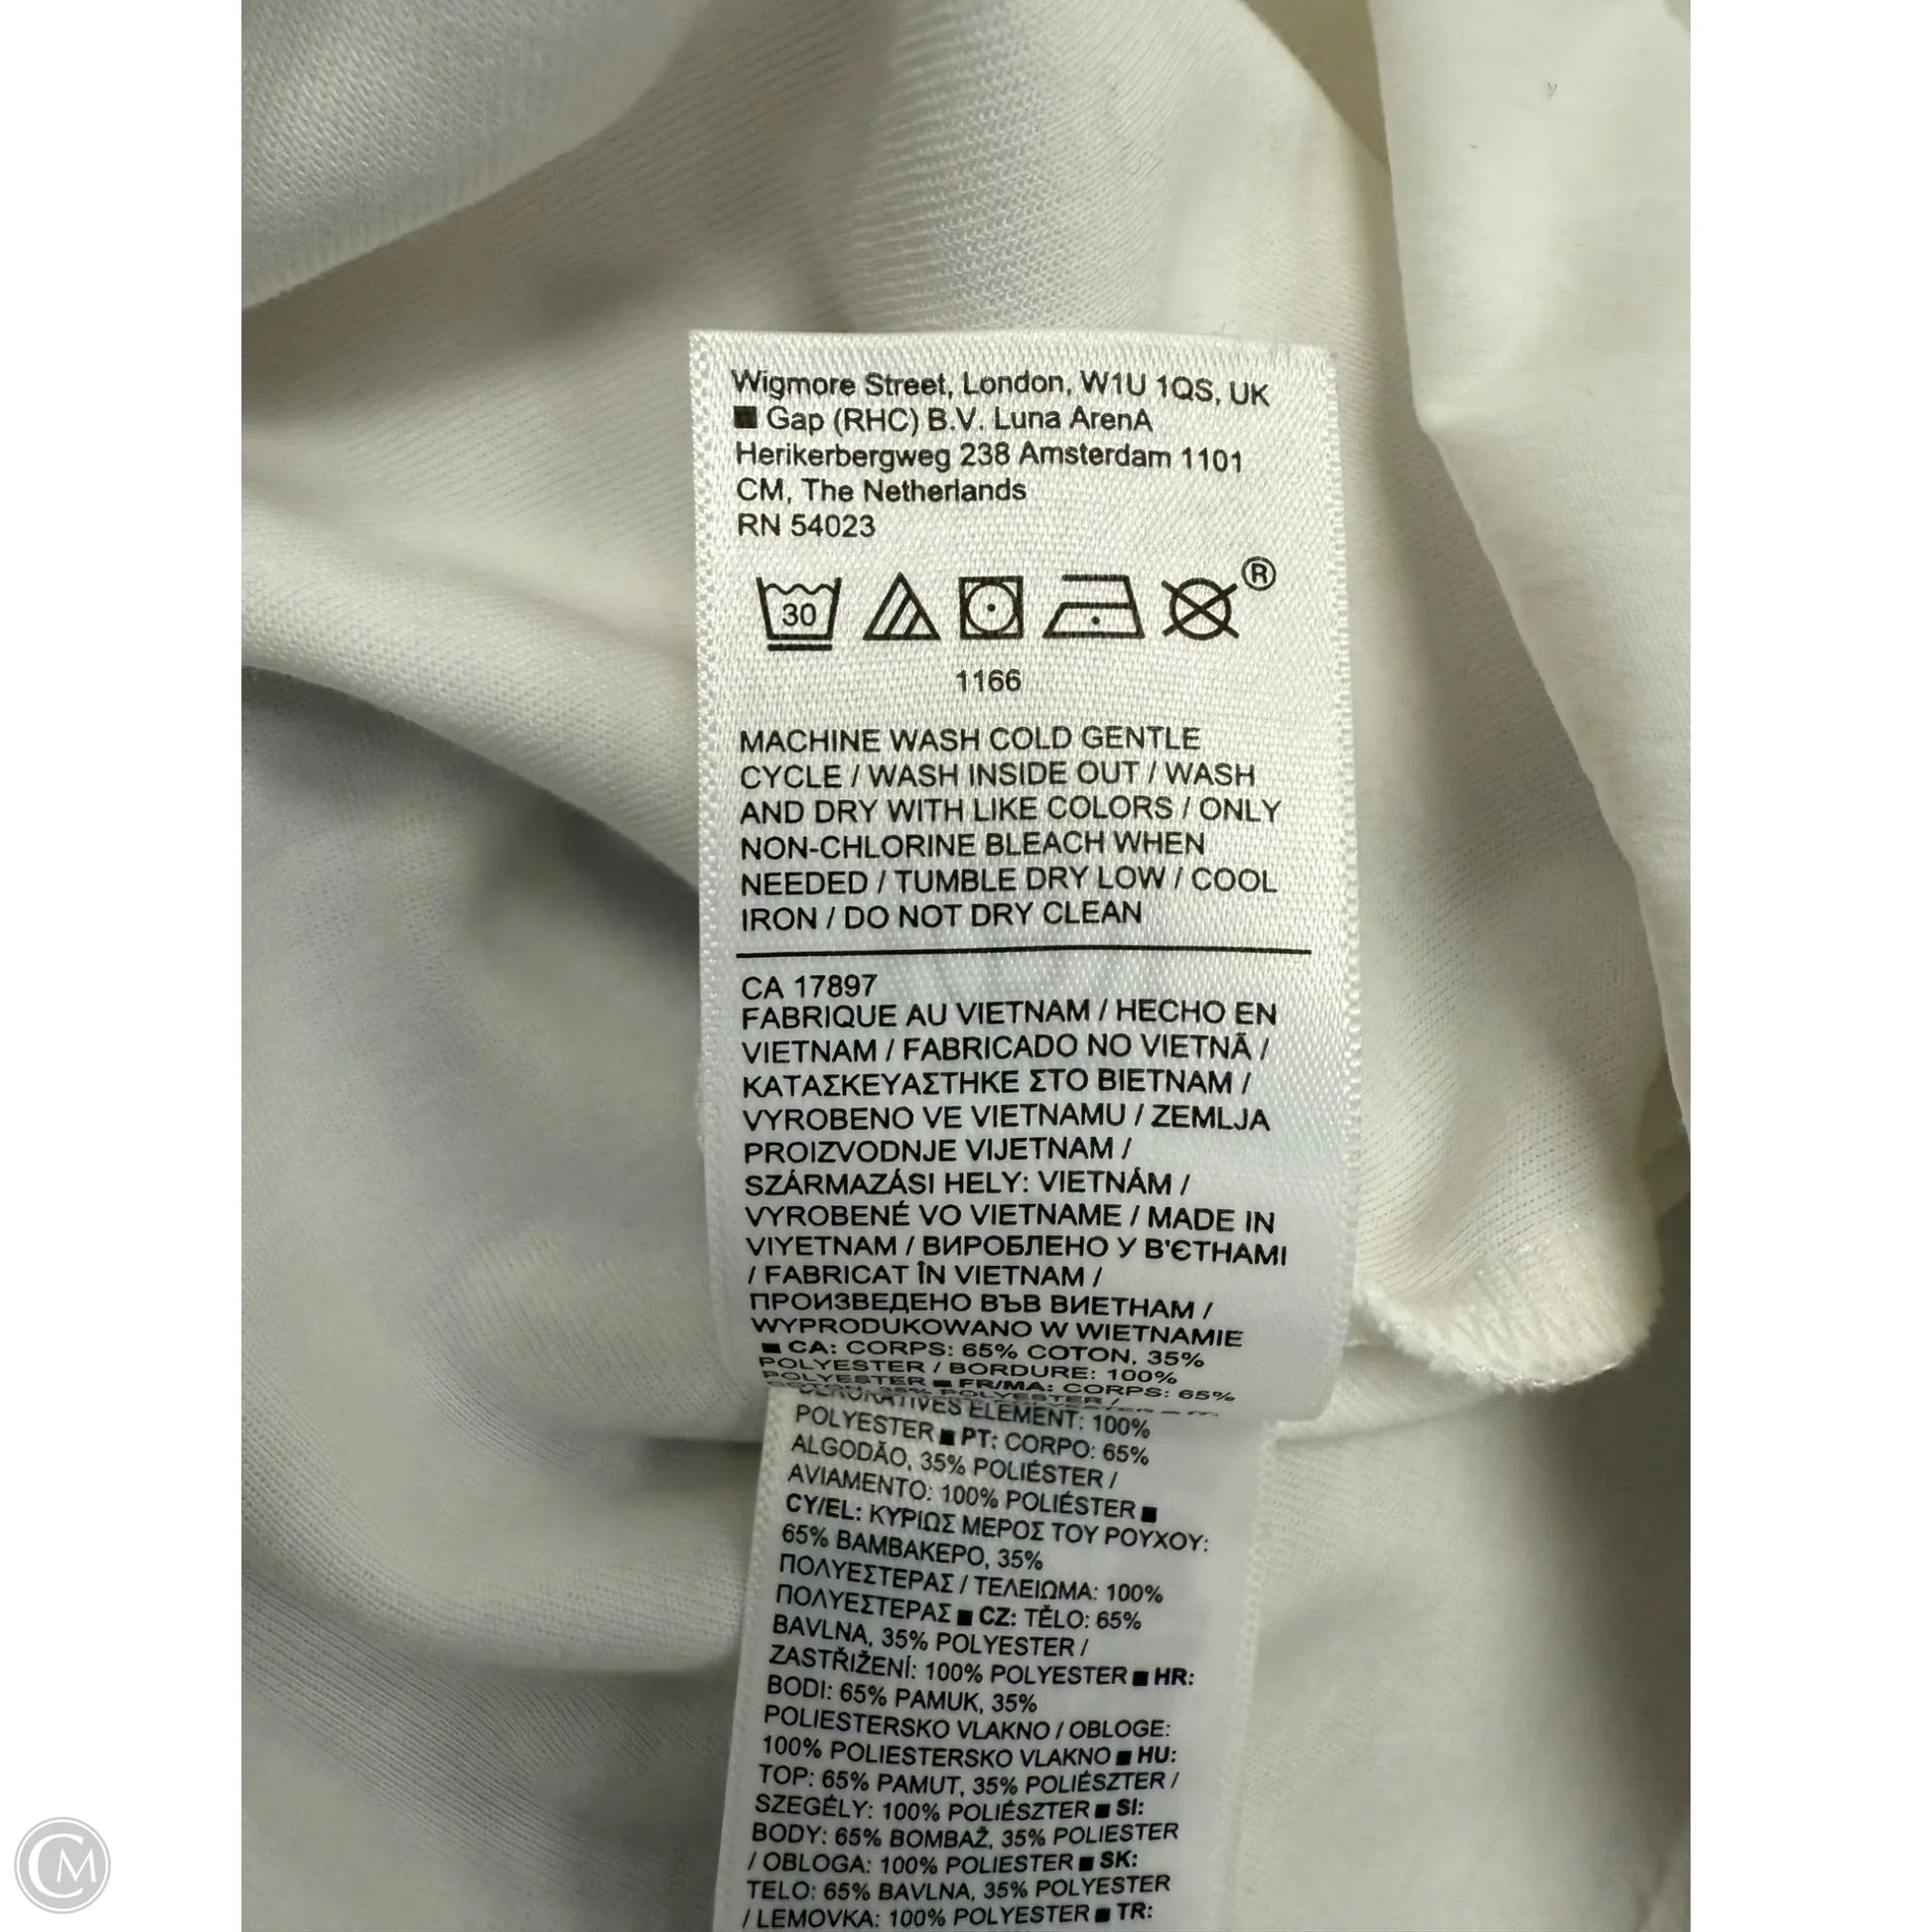 Wigmore Street, London, W1U 1QS, UK
■ Gap (RHC) B.V. Luna ArenA
Herikerbergweg 238 Amsterdam 1101
CM, The Netherlands
RN 54023
30
®
1166
MACHINE WASH COLD GENTLE
CYCLE / WASH INSIDE OUT / WASH
AND DRY WITH LIKE COLORS / ONLY
NON-CHLORINE BLEACH WHEN
NEEDED / TUMBLE DRY LOW / COOL
IRON / DO NOT DRY CLEAN
CA 17897
FABRIQUE AU VIETNAM / HECHO EN
VIETNAM / FABRICADO NO VIETNÃ /
ΚΑΤΑΣΚΕΥΑΣΤΗΚΕ ΣΤΟ ΒΙΕΤΝΑΜ /
VYROBENO VE VIETNAMU / ZEMLJA
PROIZVODNJE VIJETNAM /
SZÁRMAZÁSI HELY: VIETNÁM /
VYROBENÉ VO VIETNAME / MADE IN
VIYETNAM / ВИРОБЛЕНО У В'ЄТНАМІ
/ FABRICAT ÎN VIETNAM /
ПРОИЗВЕДЕНО ВЪВ ВИЕТНАМ /
WYPRODUKOWANO W WIETNAMIE
■ CA: CORPS: 65% COTON, 35%
POLYESTER / BORDURE: 100%
POLYESTER ■ FR/MA: CORPS: 65%
COTON, 35% POLYESTER /
ELEMENT: 100%
POLYESTER ■ PT: CORPO: 65%
ALGODÃO, 35% POLIÉSTER /
AVIAMENTO: 100% POLIÉSTER ■
CY/EL: ΚΥΡΙΩΣ ΜΕΡΟΣ ΤΟΥ ΡΟΥΧΟΥ:
65% ΒΑΜΒΑΚΕΡΟ, 35%
ΠΟΛΥΕΣΤΕΡΑΣ / ΤΕΛΕΙΩΜΑ: 100%
ΠΟΛΥΕΣΤΕΡΑΣ ■ CZ: TĚLO: 65%
BAVLNA, 35% POLYESTER /
ZASTŘIŽENÍ: 100% POLYESTER ■ HR:
BODI: 65% PAMUK, 35%
POLIESTERSKO VLAKNO / OBLOGE:
100% POLIESTERSKO VLAKNO ■ HU:
TOP: 65% PAMUT, 35% POLIÉSZTER /
SZEGÉLY: 100% POLIÉSZTER ■ SI:
BODY: 65% BOMBAŽ, 35% POLIESTER
/ OBLOGA: 100% POLIESTER ■ SK:
TELO: 65% BAVLNA, 35% POLYESTER
/ LEMOVKA: 100% POLYESTER ■ TR:
CM